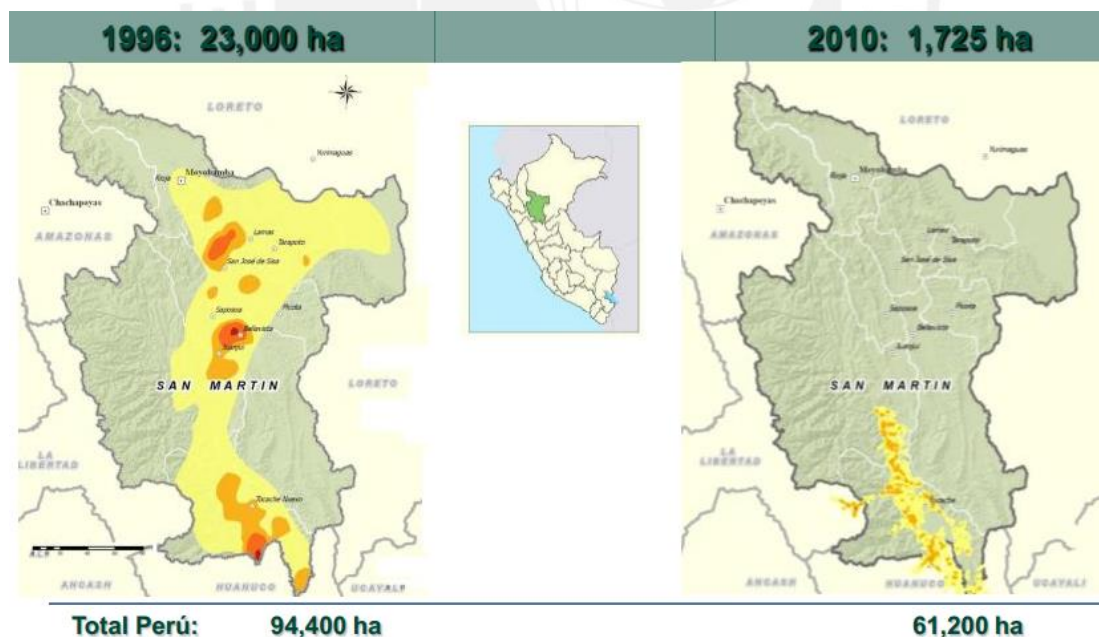 1996: 23,000 ha
2010: 1,725 ha
LORETO
Yurimaguas
Rioja
Moyobamba
Chachapoyas
AMAZONAS
Lamas
Tarapoto
San José de Sisa
Saposoa
Picota
Bellavista
Juanjui
SAN MARTIN
LORETO
LA
LIBERTAD
Tocache Nuevo
ANCASH
HUANUCO
UCAYALI
LORETO
Yurimaguas
Rioja
Moyobamba
Chachapoyas
AMAZONAS
Lamas
Tarapoto
San José de Sisa
Saposoa
Picota
Bellavista
Juanjui
SAN MARTIN
LORETO
LA
LIBERTAD
Tocache
ANCASH
HUANUCO
UCAYALI
Total Perú: 94,400 ha
61,200 ha